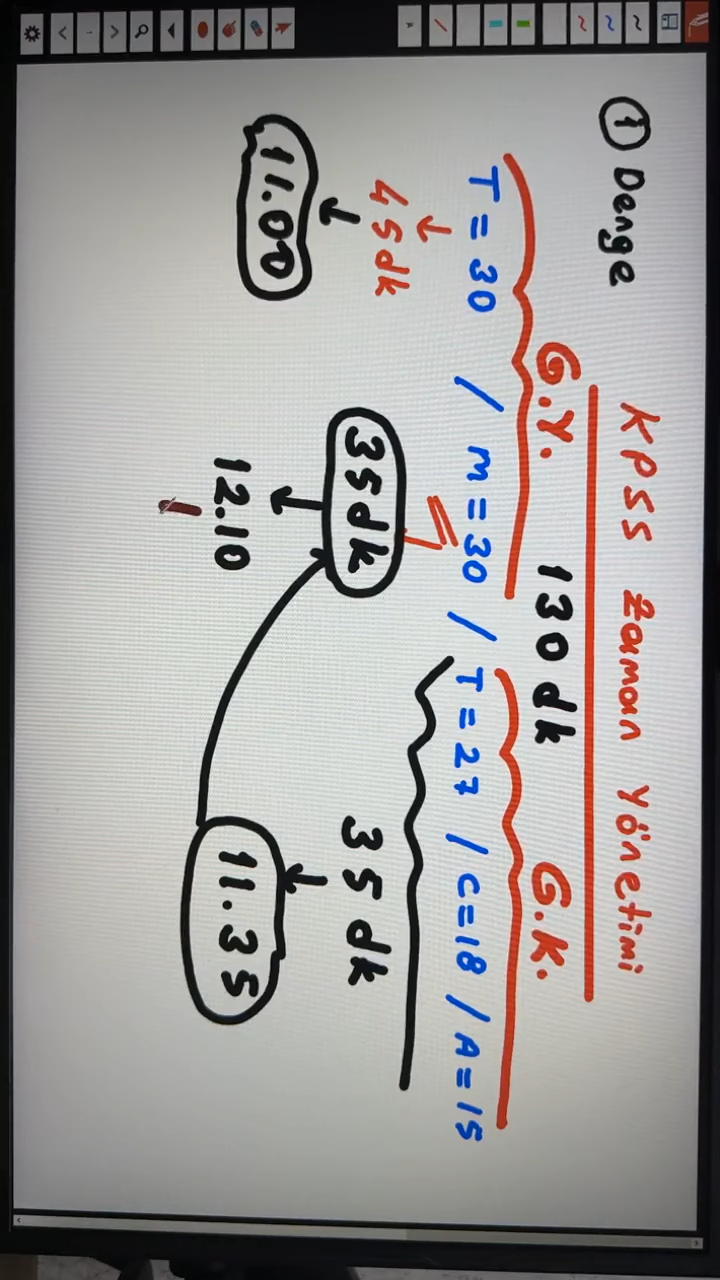 KPSS Zaman Yönetimi
① Denge
G.Y. 130 dk G.K.
T = 30 / m = 30 / T = 27 / C = 18 / A = 15
45 dk 35 dk 35 dk
11.00 12.10 11.35